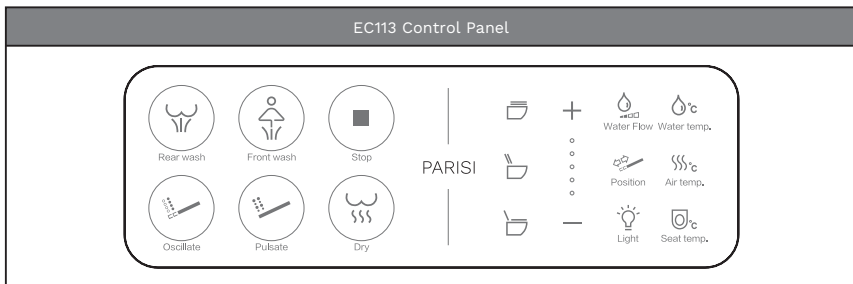 EC113 Control Panel
Rear wash
Front wash
Stop
Oscillate
Pulsate
Dry
PARISI
+
−
Water Flow
°c
Water temp.
Position
°c
Air temp.
Light
°c
Seat temp.